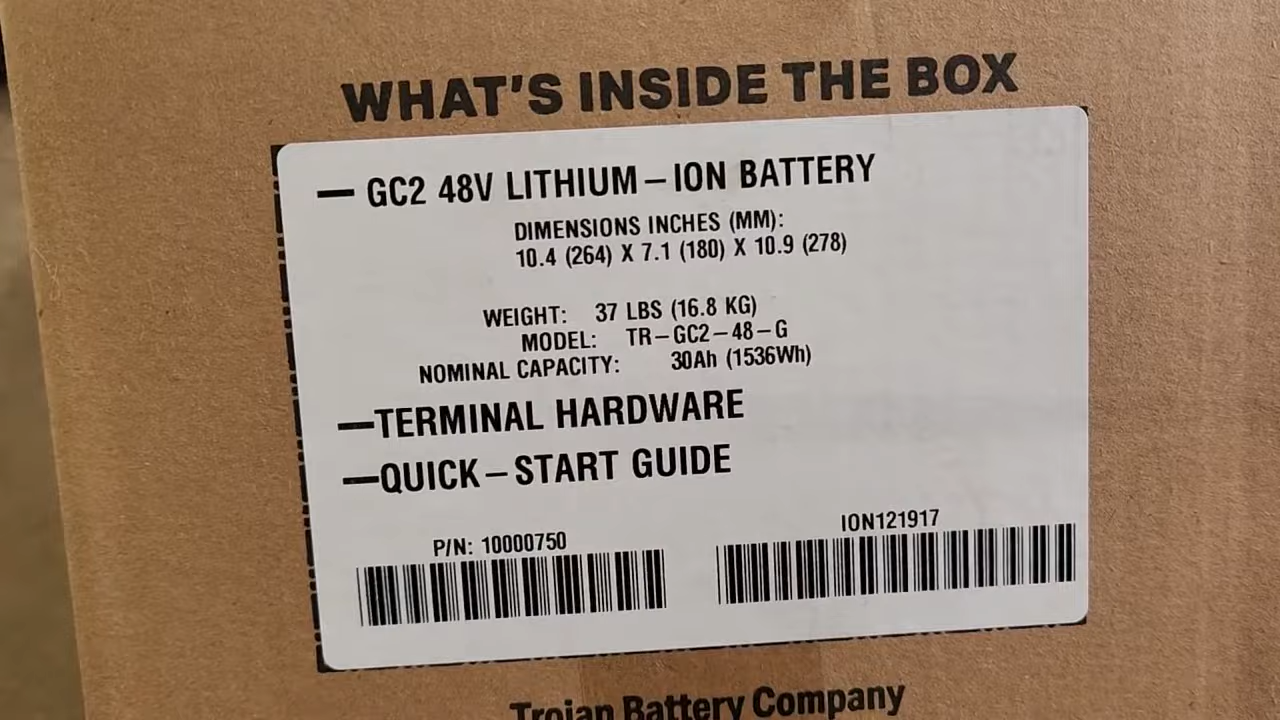 WHAT'S INSIDE THE BOX
— GC2 48V LITHIUM–ION BATTERY
DIMENSIONS INCHES (MM):
10.4 (264) X 7.1 (180) X 10.9 (278)
WEIGHT: 37 LBS (16.8 KG)
MODEL: TR–GC2–48–G
NOMINAL CAPACITY: 30Ah (1536Wh)
—TERMINAL HARDWARE
—QUICK–START GUIDE
P/N: 10000750
ION121917
Trojan Battery Company